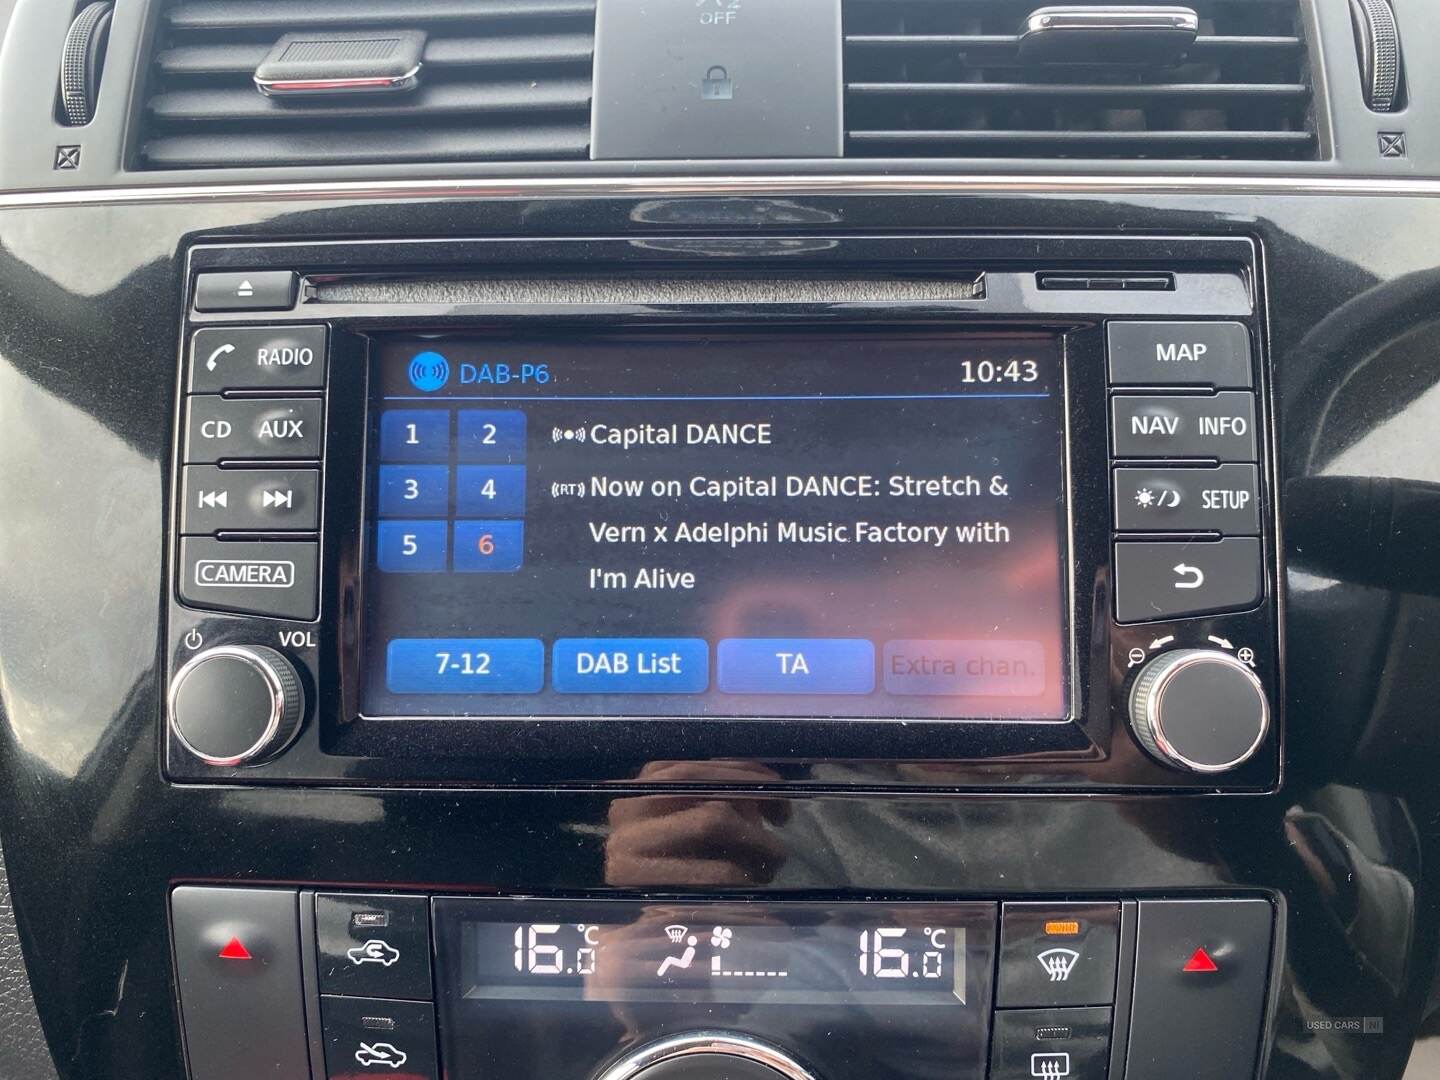 OFF
RADIO
CD AUX
CAMERA
VOL
DAB-P6
10:43
1 2
3 4
5 6
Capital DANCE
RT Now on Capital DANCE: Stretch &
Vern x Adelphi Music Factory with
I'm Alive
7-12
DAB List
TA
Extra chan.
MAP
NAV INFO
SETUP
16.0 °C
16.0 °C
USED CARS NI